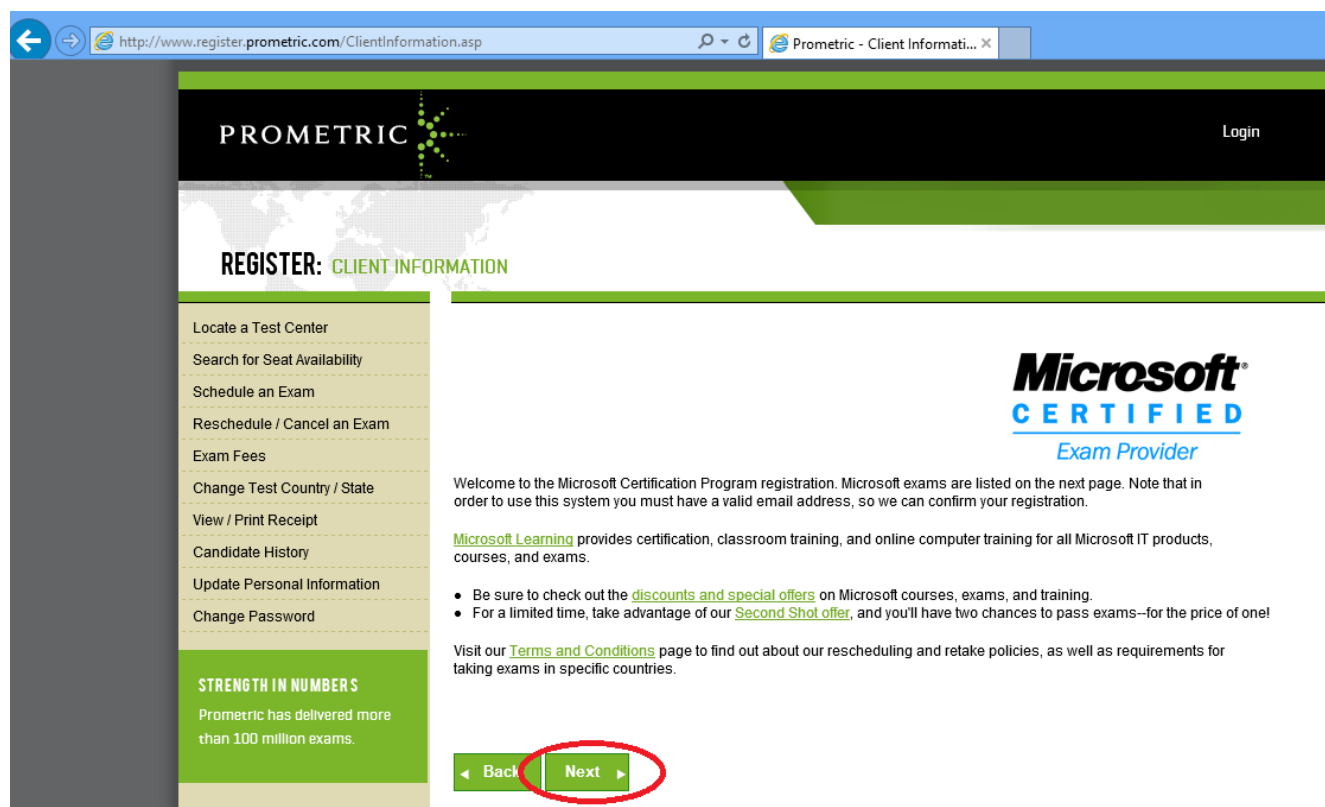 http://www.register.prometric.com/ClientInformation.asp
Prometric - Client Informati...
PROMETRIC
TM
Login
REGISTER: CLIENT INFORMATION
Locate a Test Center
Search for Seat Availability
Schedule an Exam
Reschedule / Cancel an Exam
Exam Fees
Change Test Country / State
View / Print Receipt
Candidate History
Update Personal Information
Change Password
STRENGTH IN NUMBERS
Prometric has delivered more
than 100 million exams.
Microsoft®
CERTIFIED
Exam Provider
Welcome to the Microsoft Certification Program registration. Microsoft exams are listed on the next page. Note that in
order to use this system you must have a valid email address, so we can confirm your registration.
Microsoft Learning provides certification, classroom training, and online computer training for all Microsoft IT products,
courses, and exams.
• Be sure to check out the discounts and special offers on Microsoft courses, exams, and training.
• For a limited time, take advantage of our Second Shot offer, and you'll have two chances to pass exams--for the price of one!
Visit our Terms and Conditions page to find out about our rescheduling and retake policies, as well as requirements for
taking exams in specific countries.
Back
Next